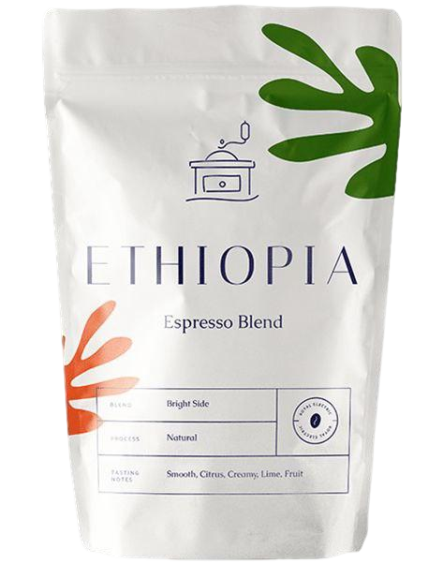 ETHIOPIA
Espresso Blend
BLEND Bright Side
PROCESS Natural
TASTING NOTES Smooth, Citrus, Creamy, Lime, Fruit